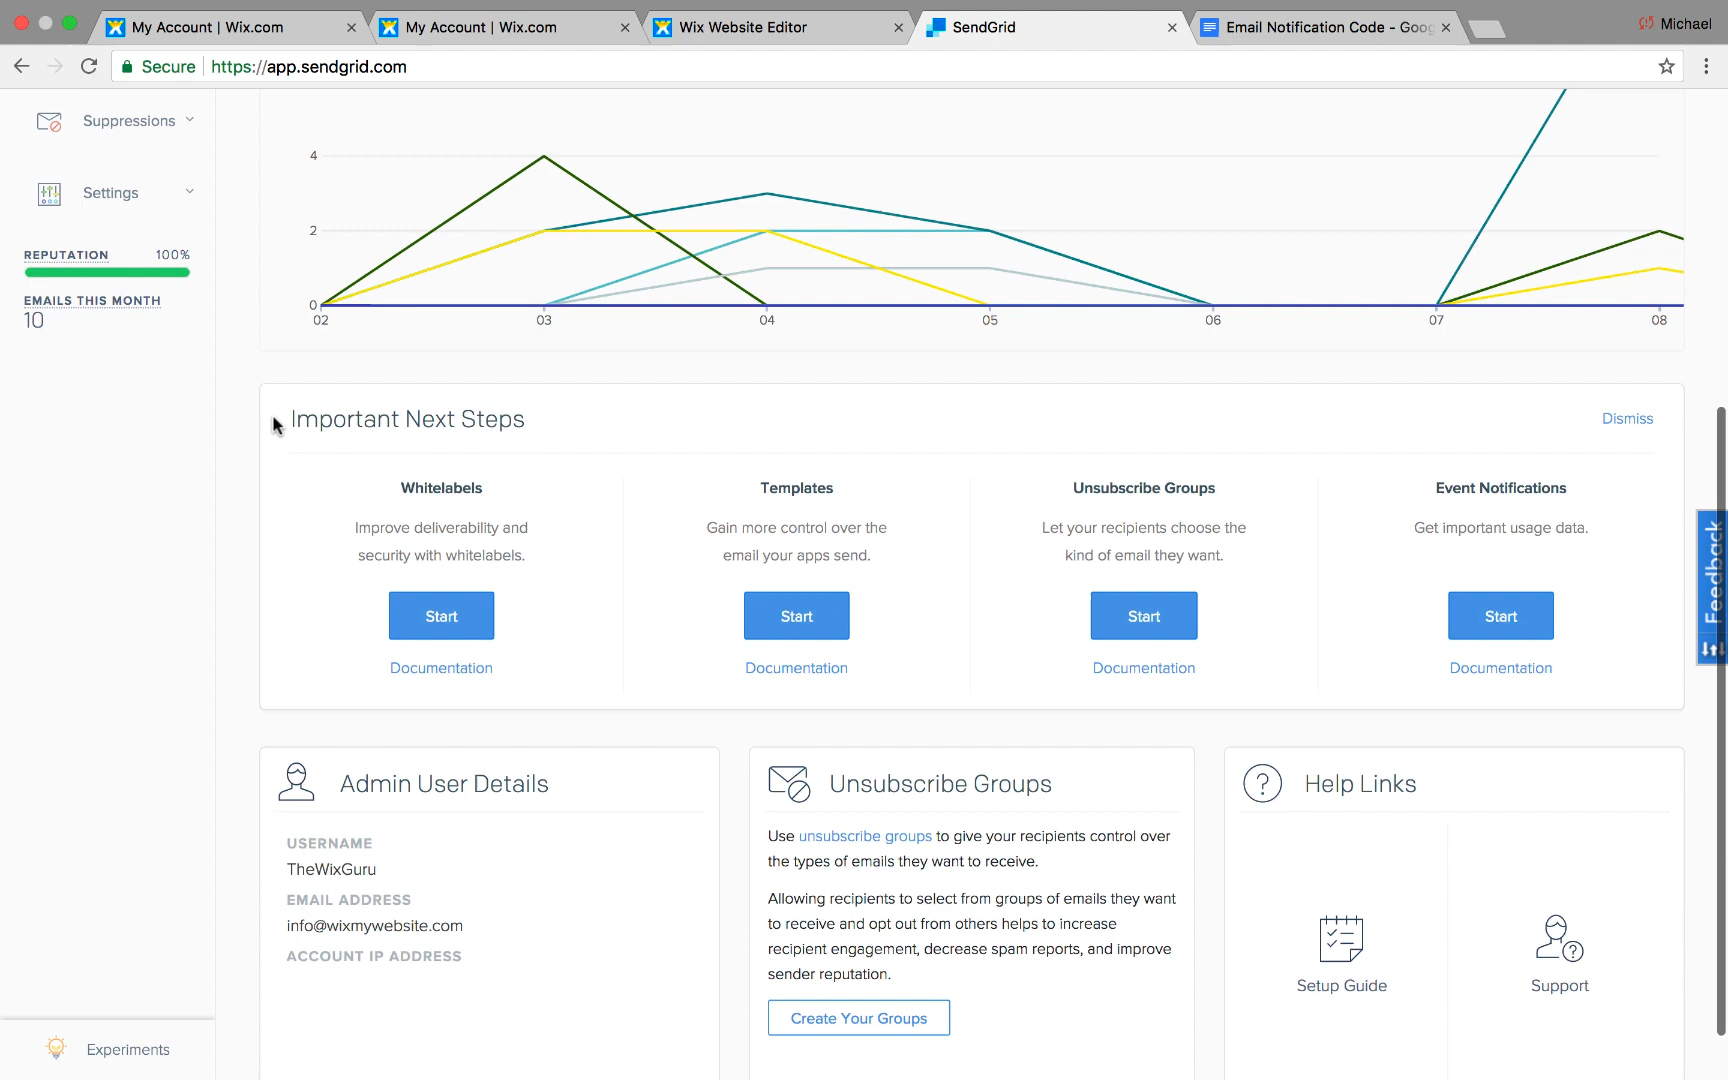 My Account | Wix.com
My Account | Wix.com
Wix Website Editor
SendGrid
Email Notification Code - Goog
Michael
Secure
https://app.sendgrid.com
Suppressions
Settings
REPUTATION 100%
EMAILS THIS MONTH
10
4
2
0
02 03 04 05 06 07 08
Important Next Steps
Dismiss
Whitelabels
Improve deliverability and
security with whitelabels.
Start
Documentation
Templates
Gain more control over the
email your apps send.
Start
Documentation
Unsubscribe Groups
Let your recipients choose the
kind of email they want.
Start
Documentation
Event Notifications
Get important usage data.
Start
Documentation
Feedback
Admin User Details
USERNAME
TheWixGuru
EMAIL ADDRESS
info@wixmywebsite.com
ACCOUNT IP ADDRESS
Unsubscribe Groups
Use unsubscribe groups to give your recipients control over
the types of emails they want to receive.
Allowing recipients to select from groups of emails they want
to receive and opt out from others helps to increase
recipient engagement, decrease spam reports, and improve
sender reputation.
Create Your Groups
Help Links
Setup Guide
Support
Experiments